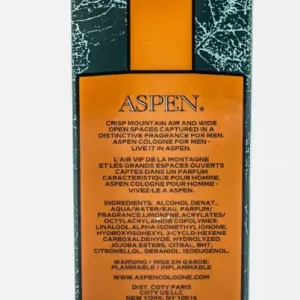 ASPEN®
CRISP MOUNTAIN AIR AND WIDE
OPEN SPACES CAPTURED IN A
DISTINCTIVE FRAGRANCE FOR MEN -
ASPEN COLOGNE FOR MEN -
LIVE IT IN ASPEN.
L'AIR VIF DE LA MONTAGNE
ET LES GRANDS ESPACES OUVERTS
CAPTES DANS UN PARFUM
CARACTERISTIQUE POUR HOMME -
ASPEN COLOGNE POUR HOMME -
VIVEZ-LE A ASPEN.
INGREDIENTS: ALCOHOL DENAT.,
AQUA/WATER/EAU, PARFUM/
FRAGRANCE, LIMONENE, ACRYLATES/
OCTYLACRYLAMIDE COPOLYMER,
LINALOOL, ALPHA-ISOMETHYL IONONE,
HYDROXYISOHEXYL 3-CYCLO-HEXENE
CARBOXALDEHYDE, HYDROLYZED
JOJOBA ESTERS, CITRAL, BHT,
CITRONELLOL, GERANIOL, ISOEUGENOL.
WARNING / MISE EN GARDE:
FLAMMABLE / INFLAMMABLE
WWW.ASPENCOLOGNE.COM
DIST. COTY PARIS
COTY US LLC
NEW YORK, NY 10016